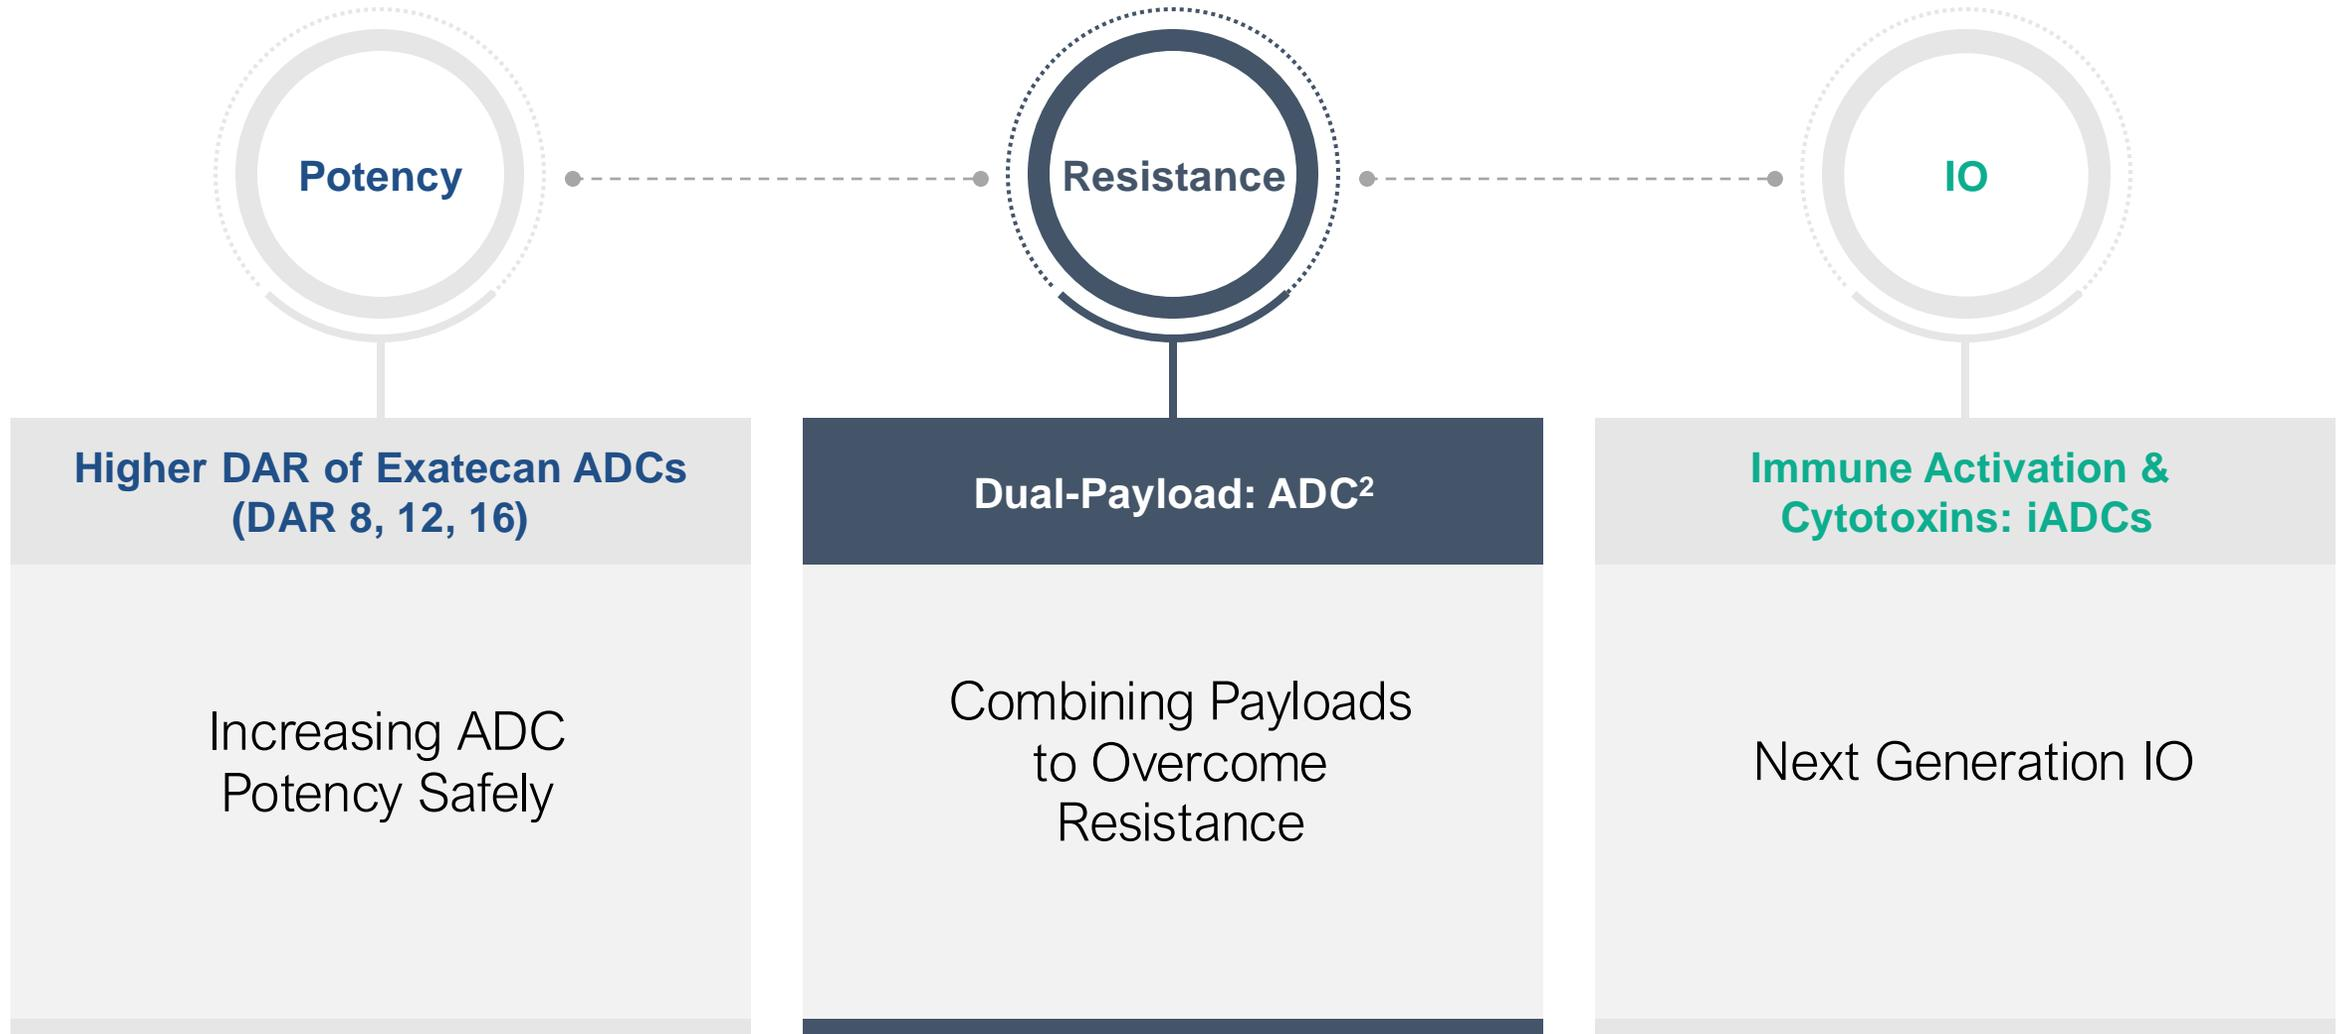 Potency
Resistance
IO
Higher DAR of Exatecan ADCs
(DAR 8, 12, 16)
Dual-Payload: ADC²
Immune Activation &
Cytotoxins: iADCs
Increasing ADC
Potency Safely
Combining Payloads
to Overcome
Resistance
Next Generation IO